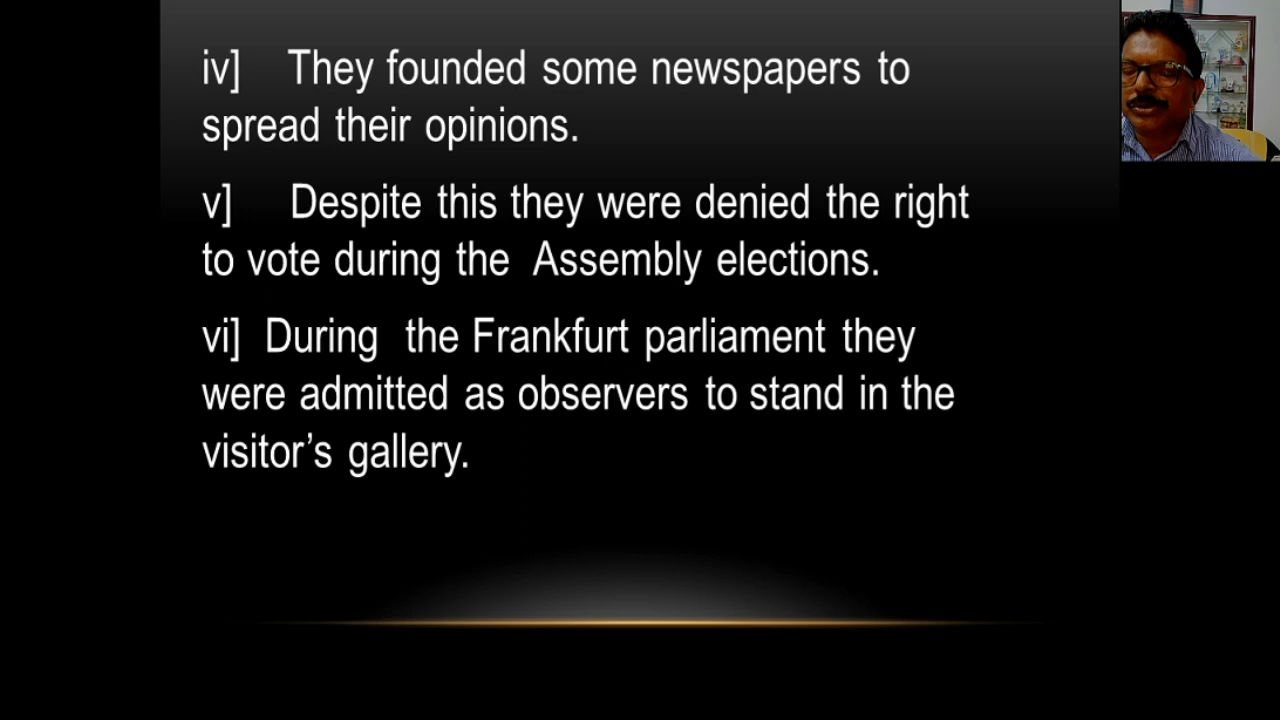 iv] They founded some newspapers to
spread their opinions.
v] Despite this they were denied the right
to vote during the Assembly elections.
vi] During the Frankfurt parliament they
were admitted as observers to stand in the
visitor’s gallery.